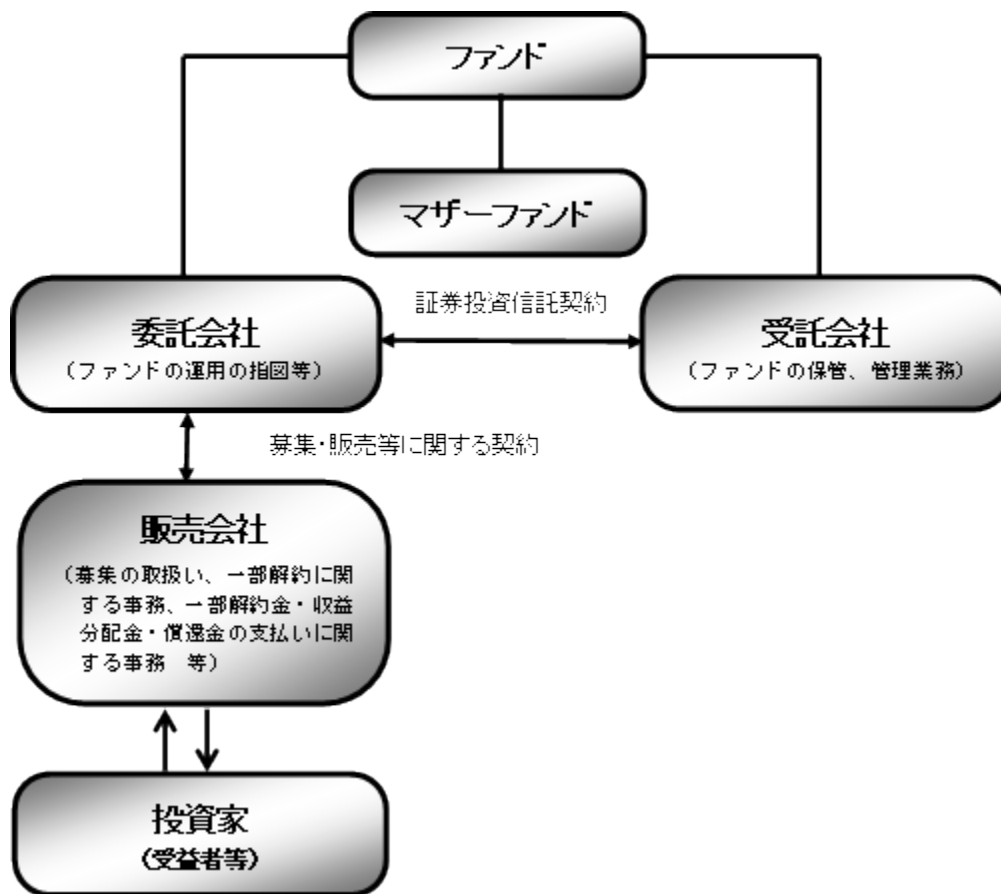 ファンド
マザーファンド
証券投資信託契約
委託会社
(ファンドの運用の指図等)
受託会社
(ファンドの保管、管理業務)
募集・販売等に関する契約
販売会社
(募集の取扱い、一部解約に関
する事務、一部解約金・収益
分配金・償還金の支払いに関
する事務　等)
投資家
(受益者等)